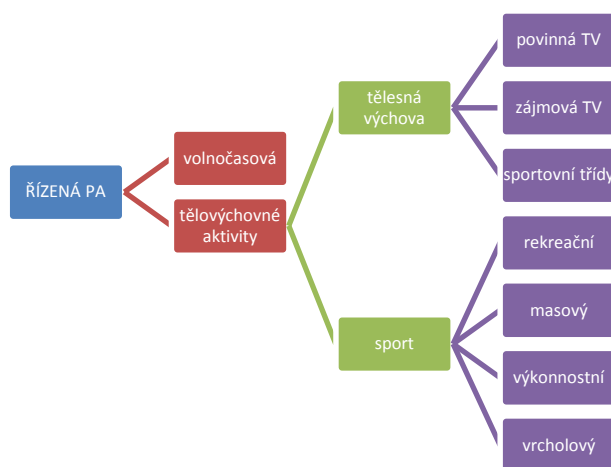 povinná TV
tělesná
výchova
zájmová TV
volnočasová
sportovní třídy
ŘÍZENÁ PA
tělovýchovné
aktivity
rekreační
masový
sport
výkonnostní
vrcholový